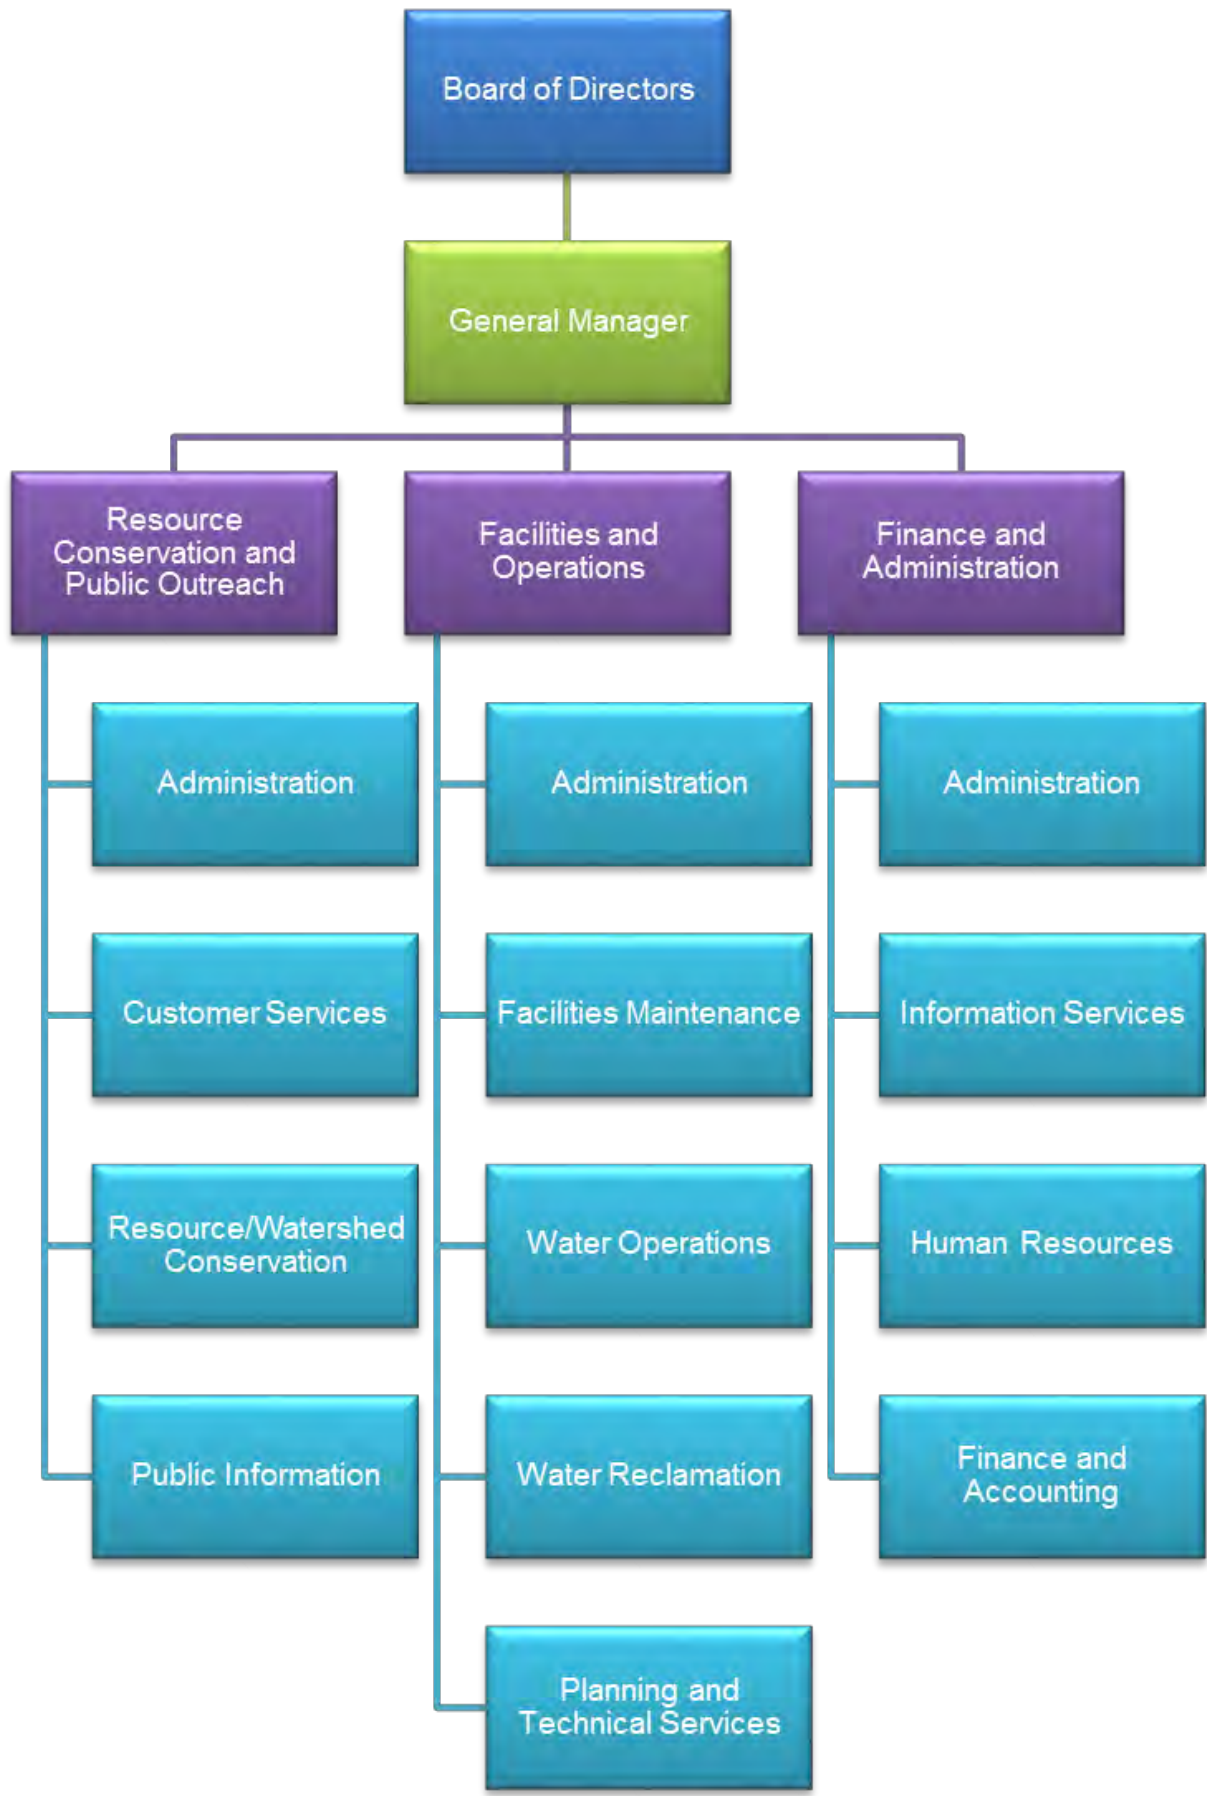 Board of Directors
General Manager
Resource
Conservation and
Public Outreach
Facilities and
Operations
Finance and
Administration
Administration
Administration
Administration
Customer Services
Facilities Maintenance
Information Services
Resource/Watershed
Conservation
Water Operations
Human Resources
Public Information
Water Reclamation
Finance and
Accounting
Planning and
Technical Services